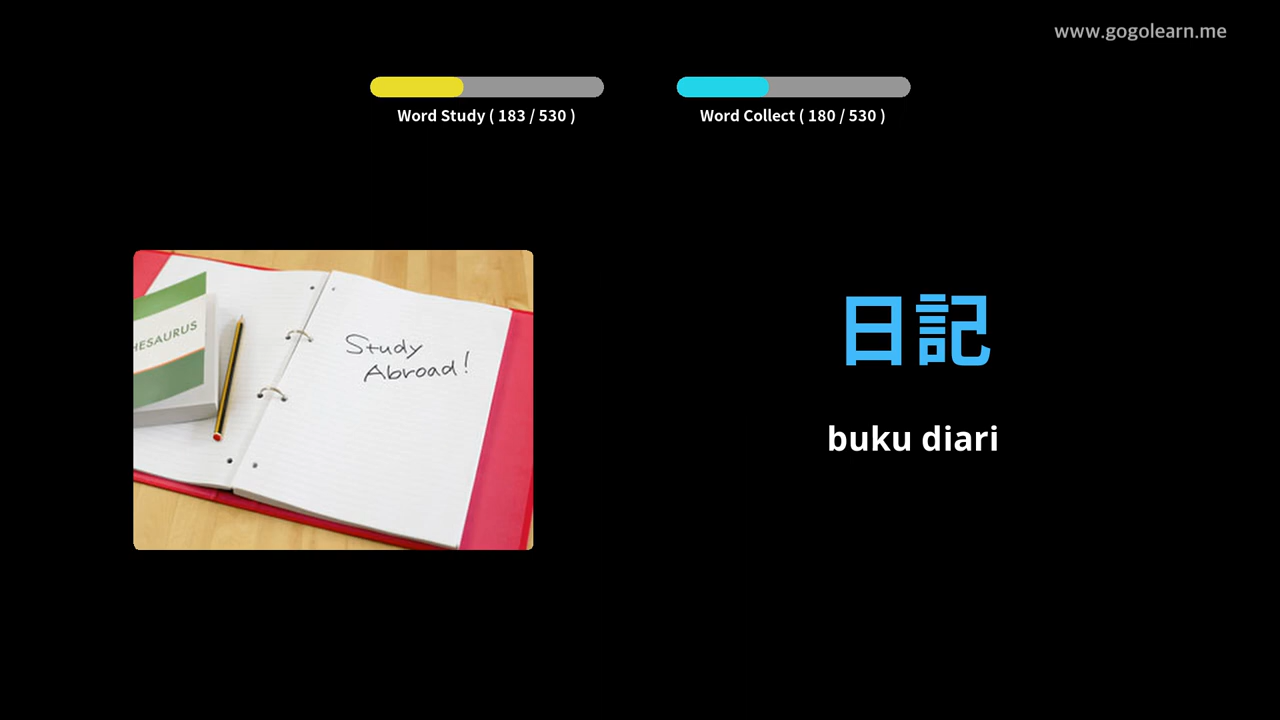 www.gogolearn.me
Word Study ( 183 / 530 )
Word Collect ( 180 / 530 )
HESAURUS
Study
Abroad!
日記
buku diari